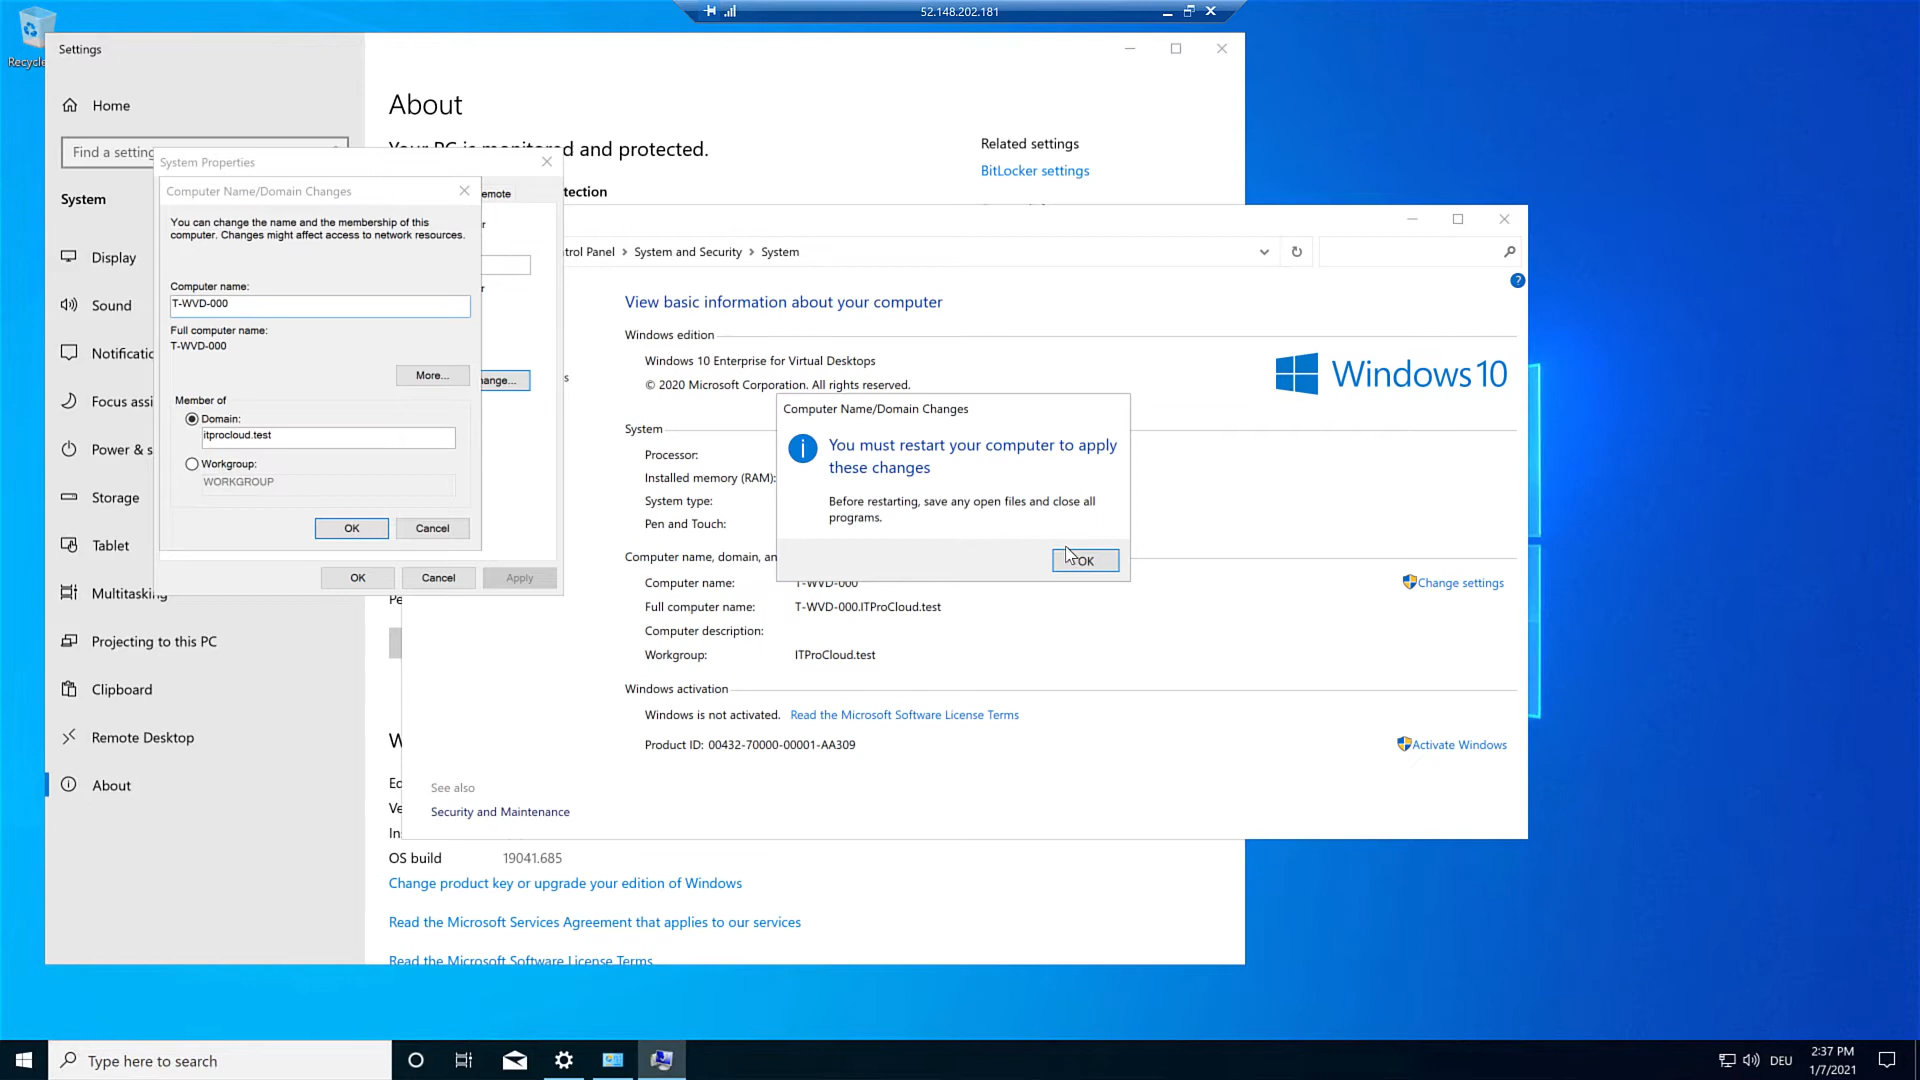 52.148.202.181
Recycle
Settings
Home
Find a setting
System
Display
Sound
Notificatio
Focus assi
Power & s
Storage
Tablet
Multitasking
Projecting to this PC
Clipboard
Remote Desktop
About
About
Your PC is monitored and protected.
tection
Related settings
BitLocker settings
System Properties
emote
ange...
OK
Cancel
Apply
Computer Name/Domain Changes
You can change the name and the membership of this
computer. Changes might affect access to network resources.
Computer name:
T-WVD-000
Full computer name:
T-WVD-000
More...
Member of
Domain:
itprocloud.test
Workgroup:
WORKGROUP
OK
Cancel
trol Panel > System and Security > System
View basic information about your computer
Windows edition
Windows 10 Enterprise for Virtual Desktops
© 2020 Microsoft Corporation. All rights reserved.
Windows 10
System
Processor:
Installed memory (RAM):
System type:
Pen and Touch:
Computer name, domain, an
Computer name:
T-WVD-000
Full computer name:
T-WVD-000.ITProCloud.test
Computer description:
Workgroup:
ITProCloud.test
Change settings
Windows activation
Windows is not activated. Read the Microsoft Software License Terms
Product ID: 00432-70000-00001-AA309
Activate Windows
See also
Security and Maintenance
Computer Name/Domain Changes
You must restart your computer to apply
these changes
Before restarting, save any open files and close all
programs.
OK
Pe
W
Ed
Ve
In
OS build
19041.685
Change product key or upgrade your edition of Windows
Read the Microsoft Services Agreement that applies to our services
Read the Microsoft Software License Terms
Type here to search
DEU
2:37 PM
1/7/2021